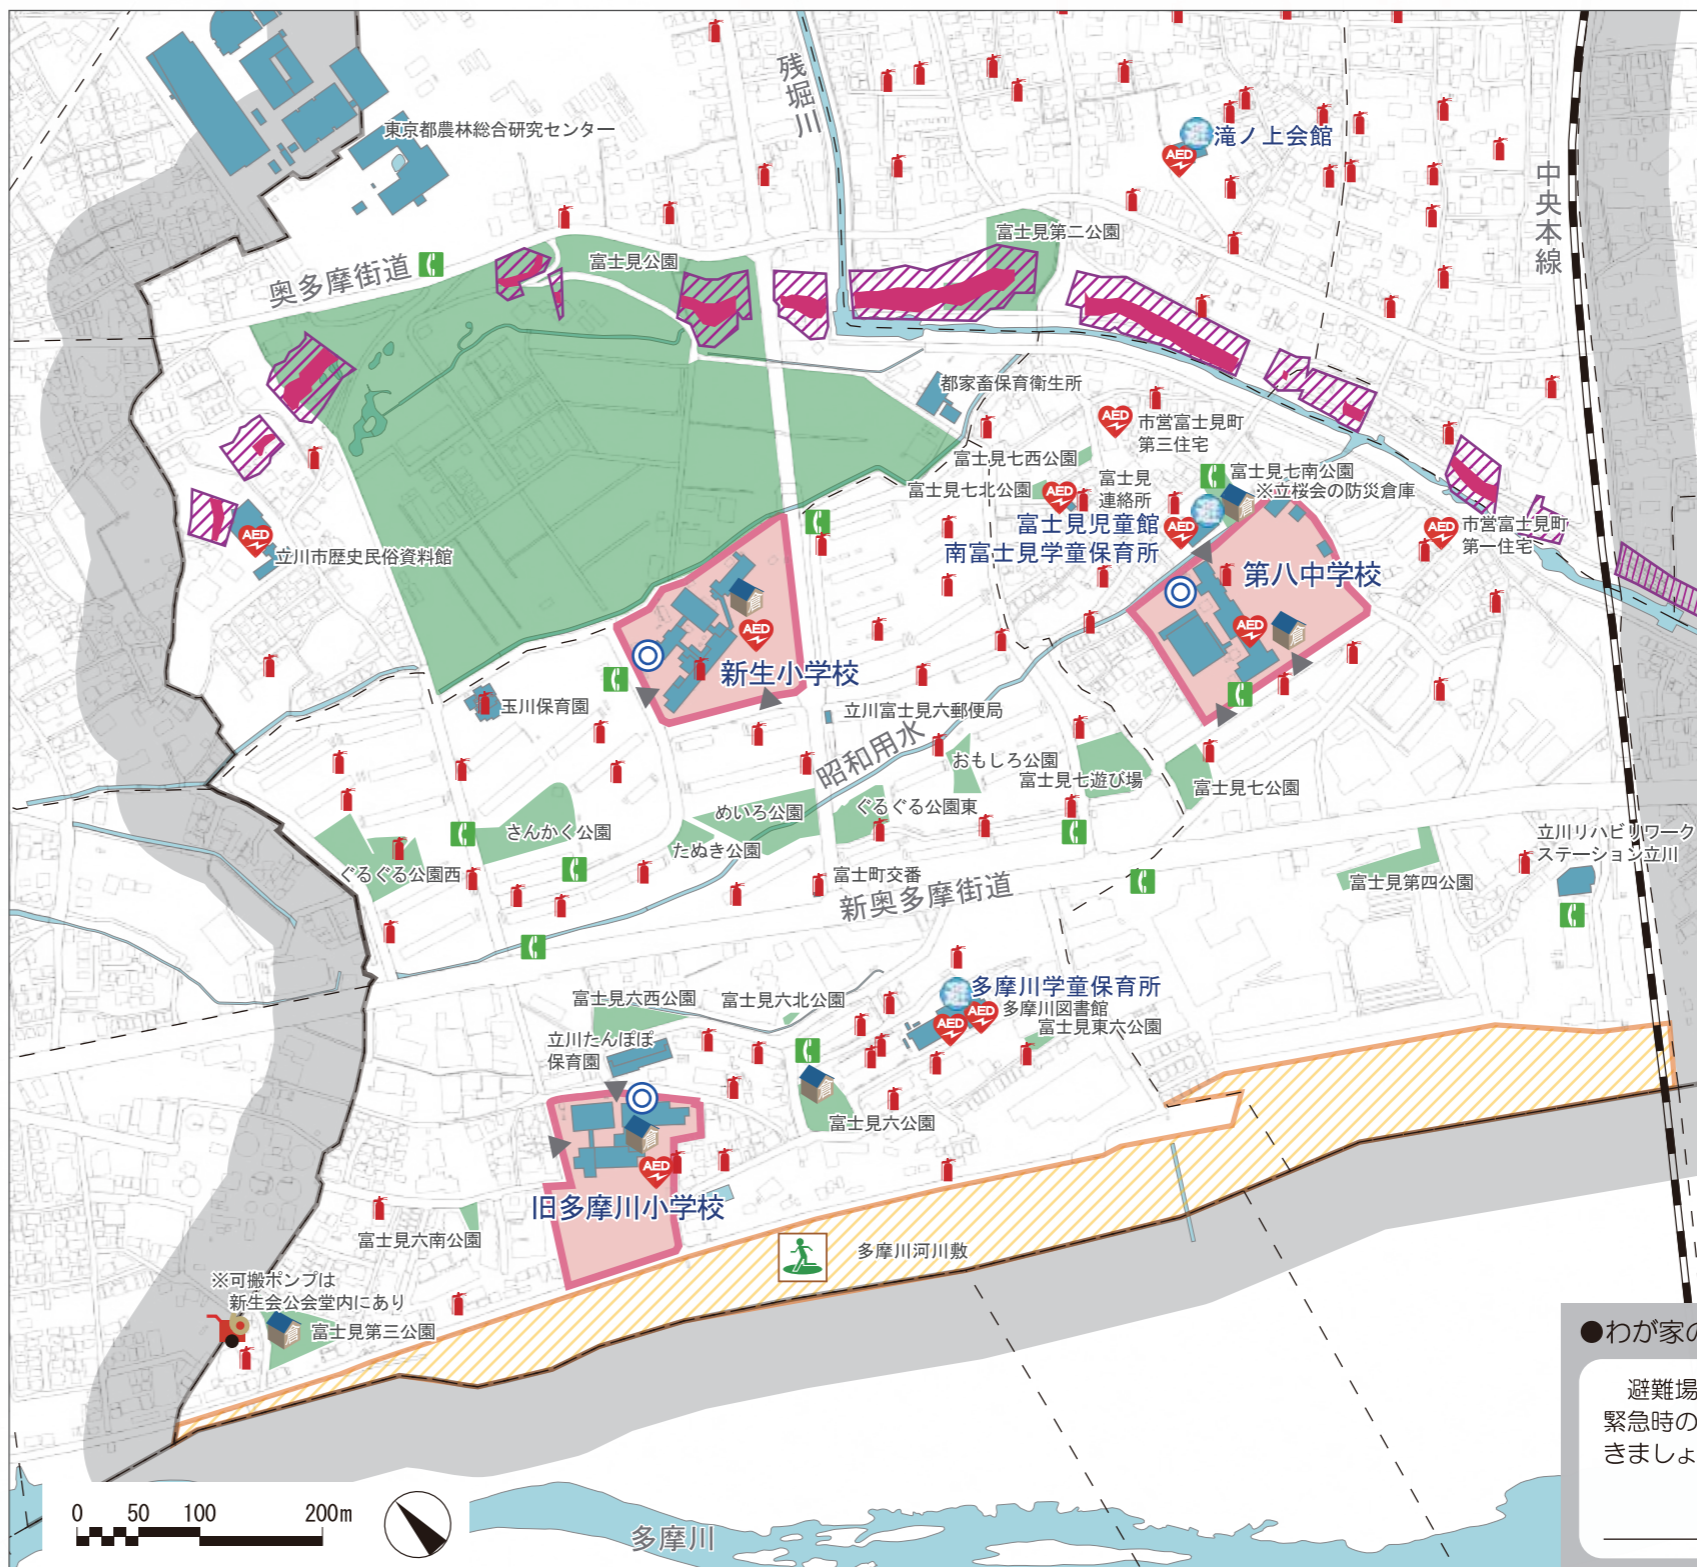 残堀川
滝ノ上会館
AED
東京都農林総合研究センター
中央本線
奥多摩街道
富士見公園
富士見第二公園
都家畜保育衛生所
AED
市営富士見町
第三住宅
富士見七西公園
富士見七北公園
AED
富士見
連絡所
富士見七南公園
※立桜会の防災倉庫
富士見児童館
南富士見学童保育所
AED
AED
市営富士見町
第一住宅
AED
立川市歴史民俗資料館
第八中学校
AED
AED
新生小学校
玉川保育園
立川富士見六郵便局
昭和用水
おもしろ公園
富士見七遊び場
富士見七公園
めいろ公園
ぐるぐる公園東
さんかく公園
たぬき公園
ぐるぐる公園西
富士町交番
新奥多摩街道
富士見第四公園
立川リハビリワーク
ステーション立川
多摩川学童保育所
多摩川図書館
AED
AED
富士見東六公園
富士見六西公園
富士見六北公園
立川たんぽぽ
保育園
富士見六公園
AED
旧多摩川小学校
富士見六南公園
多摩川河川敷
※可搬ポンプは
新生会公会堂内にあり
富士見第三公園
●わが家の
避難場
緊急時の
きましょ
0 50 100 200m
多摩川